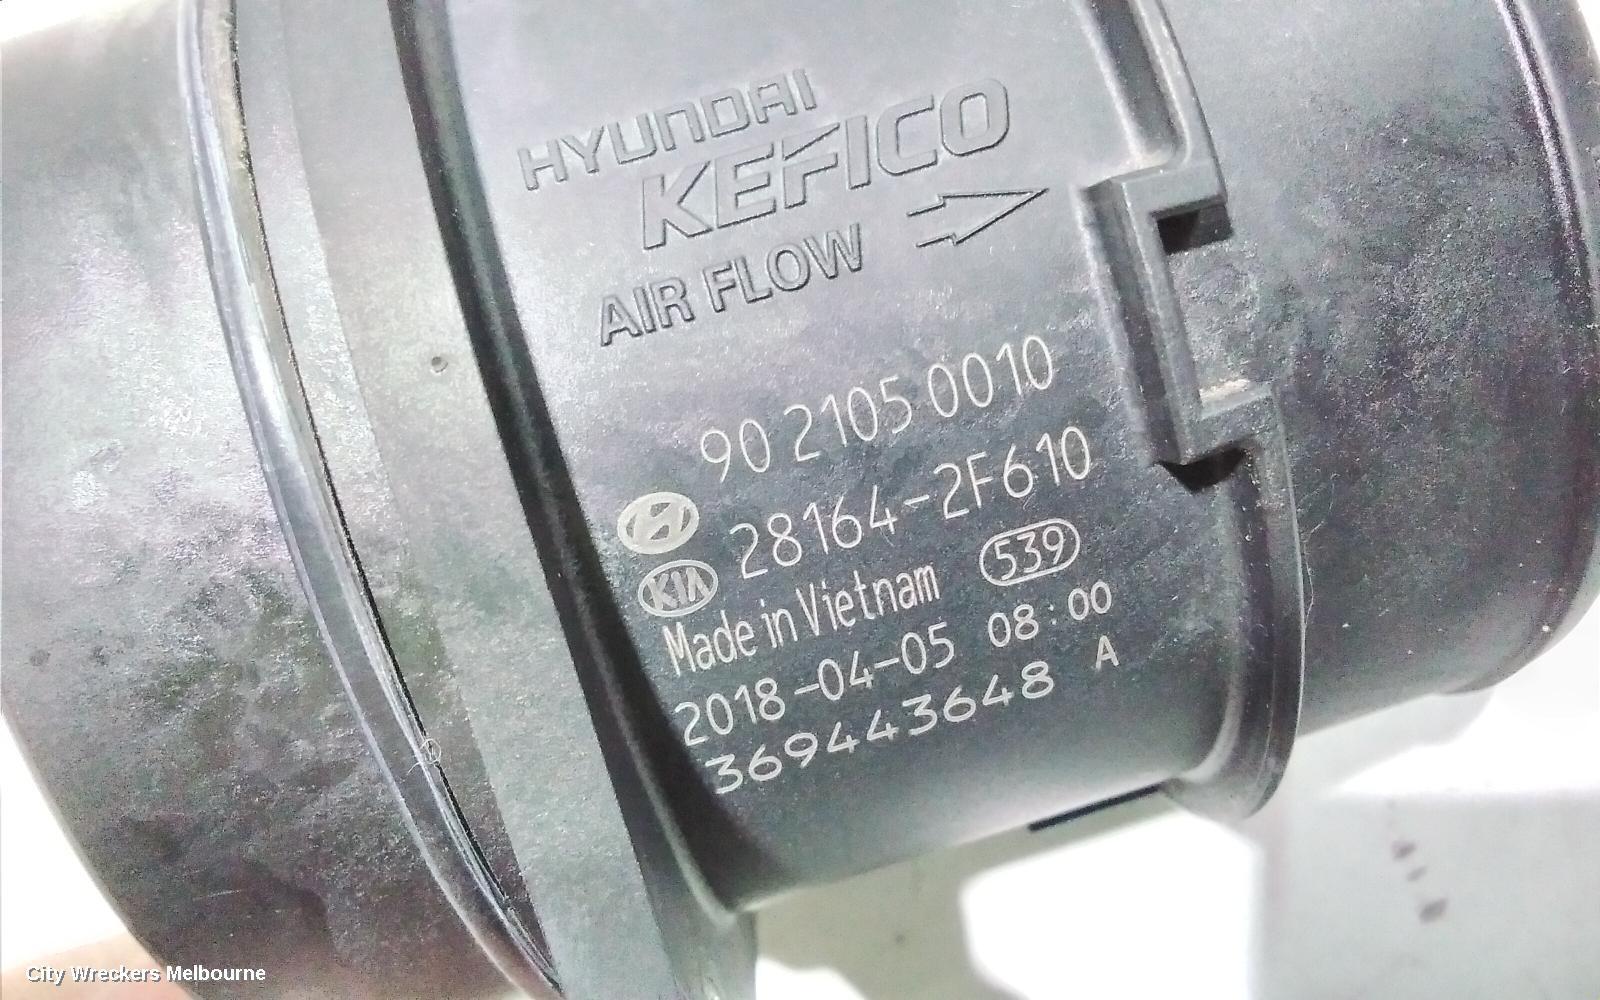 HYUNDAI
KEFICO
AIR FLOW
90 2105 0010
28164-2F610
KIA
Made in Vietnam 539
2018-04-05 08:00
369443648 A
City Wreckers Melbourne